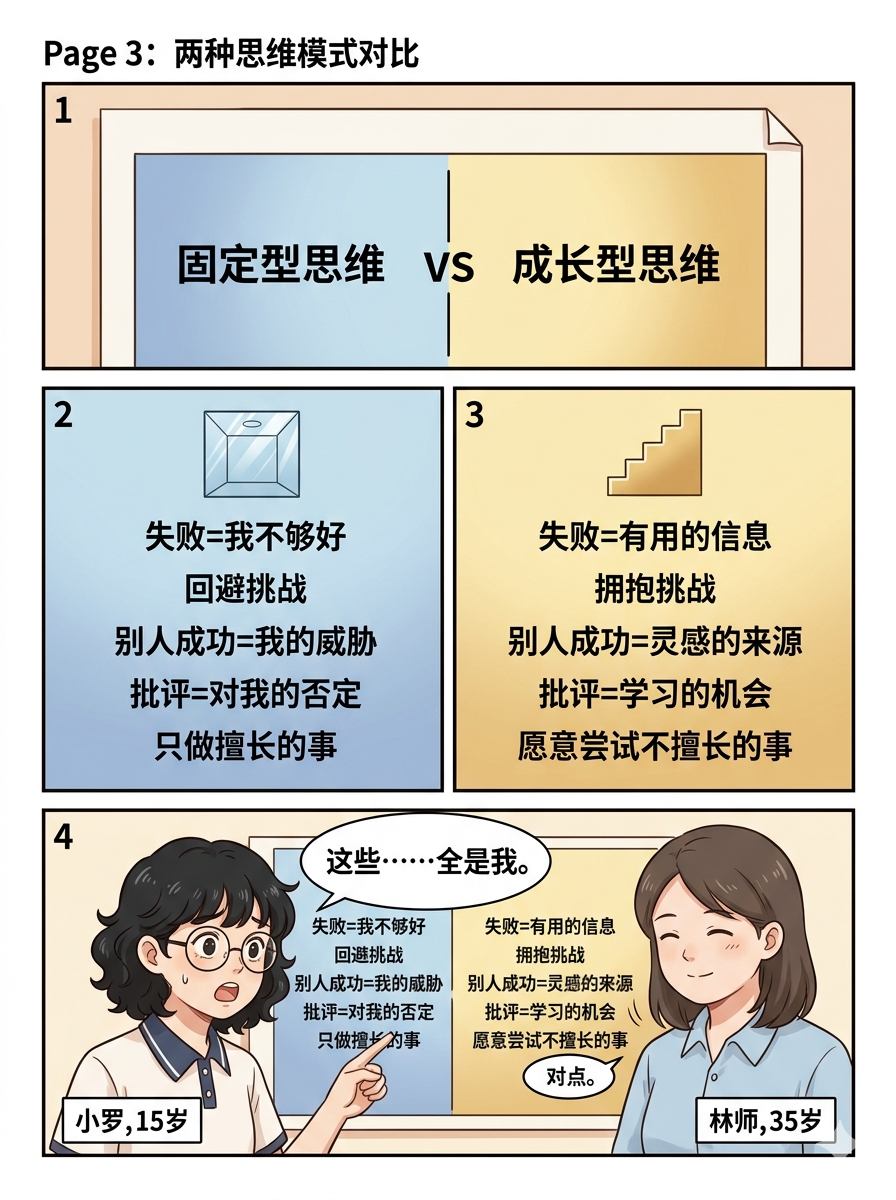 Page 3：两种思维模式对比
1
固定型思维 VS 成长型思维
2
失败=我不够好
回避挑战
别人成功=我的威胁
批评=对我的否定
只做擅长的事
3
失败=有用的信息
拥抱挑战
别人成功=灵感的来源
批评=学习的机会
愿意尝试不擅长的事
4
这些……全是我。
失败=我不够好
回避挑战
别人成功=我的威胁
批评=对我的否定
只做擅长的事
失败=有用的信息
拥抱挑战
别人成功=灵感的来源
批评=学习的机会
愿意尝试不擅长的事
对点。
小罗,15岁
林师,35岁